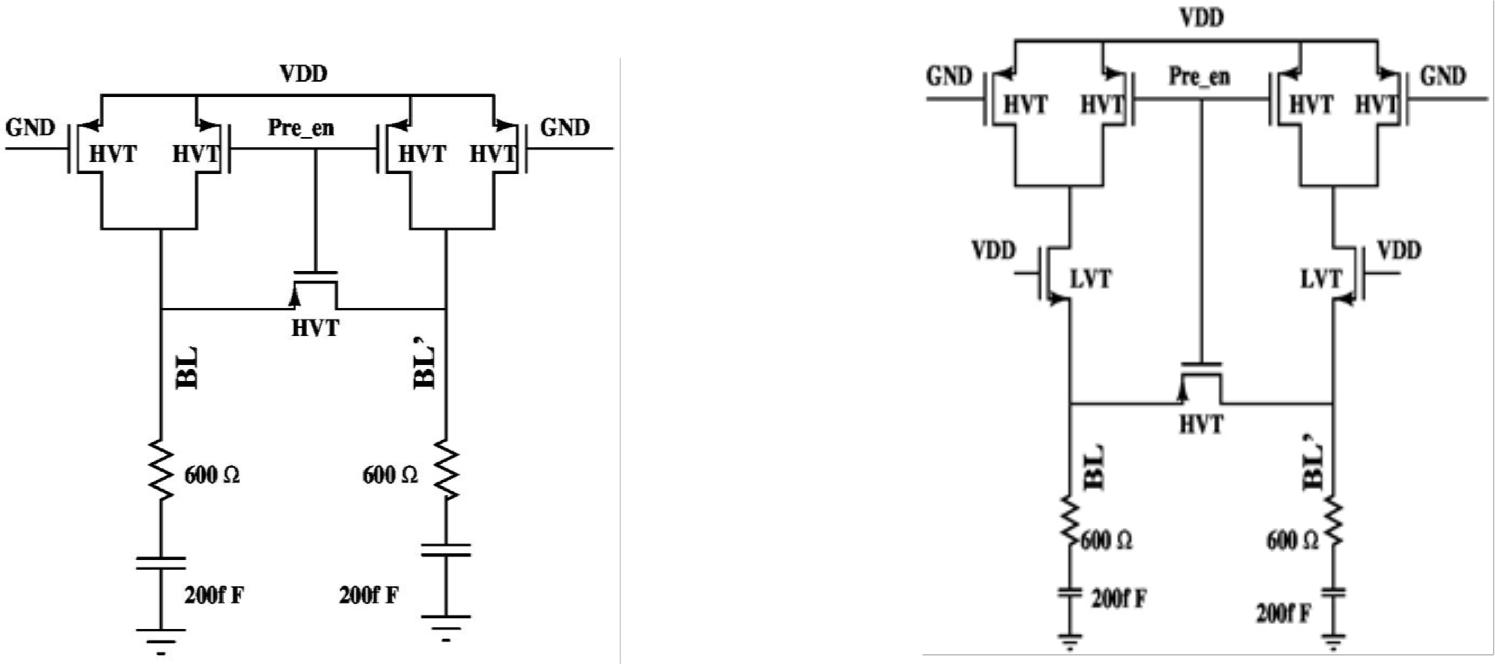 VDD
GND Pre_en GND
HVT HVT HVT HVT
HVT
BL BL'
600 Ω 600 Ω
200f F 200f F
VDD
GND Pre_en GND
HVT HVT HVT HVT
VDD VDD
LVT LVT
HVT
BL BL'
600 Ω 600 Ω
200f F 200f F